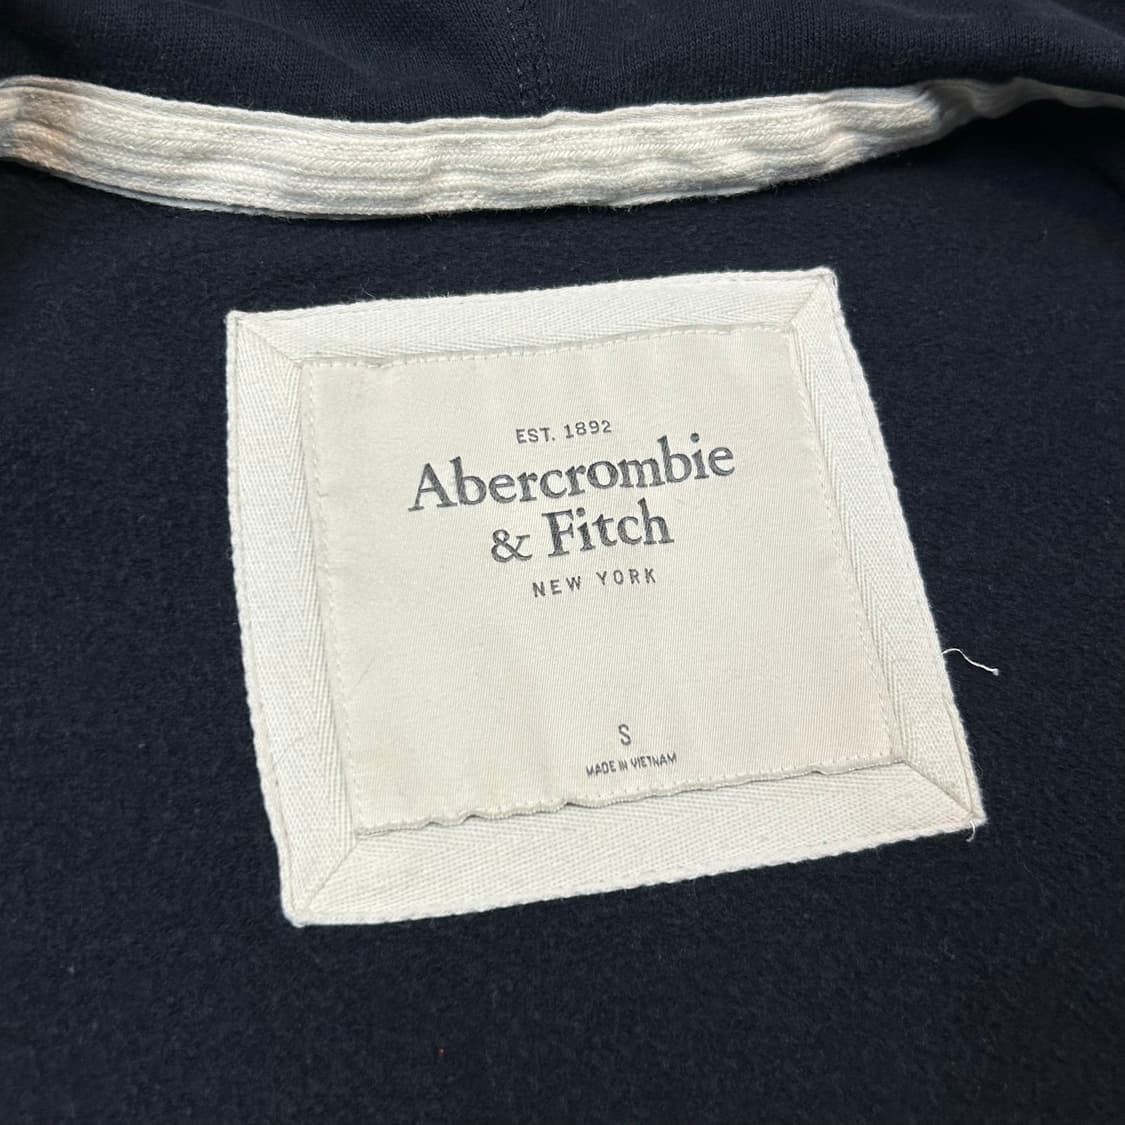 EST. 1892
Abercrombie
& Fitch
NEW YORK
S
MADE IN VIETNAM